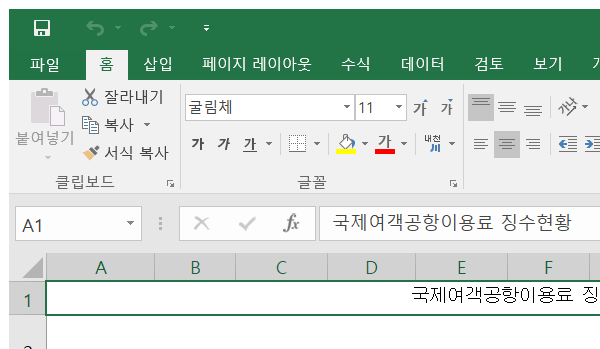 파일 홈 삽입 페이지 레이아웃 수식 데이터 검토 보기
잘라내기
굴림체 11 가 가
붙여넣기 복사
가 가 가 가 내천 川
서식 복사
클립보드 글꼴
A1 fx 국제여객공항이용료 징수현황
A B C D E F
1 국제여객공항이용료 징